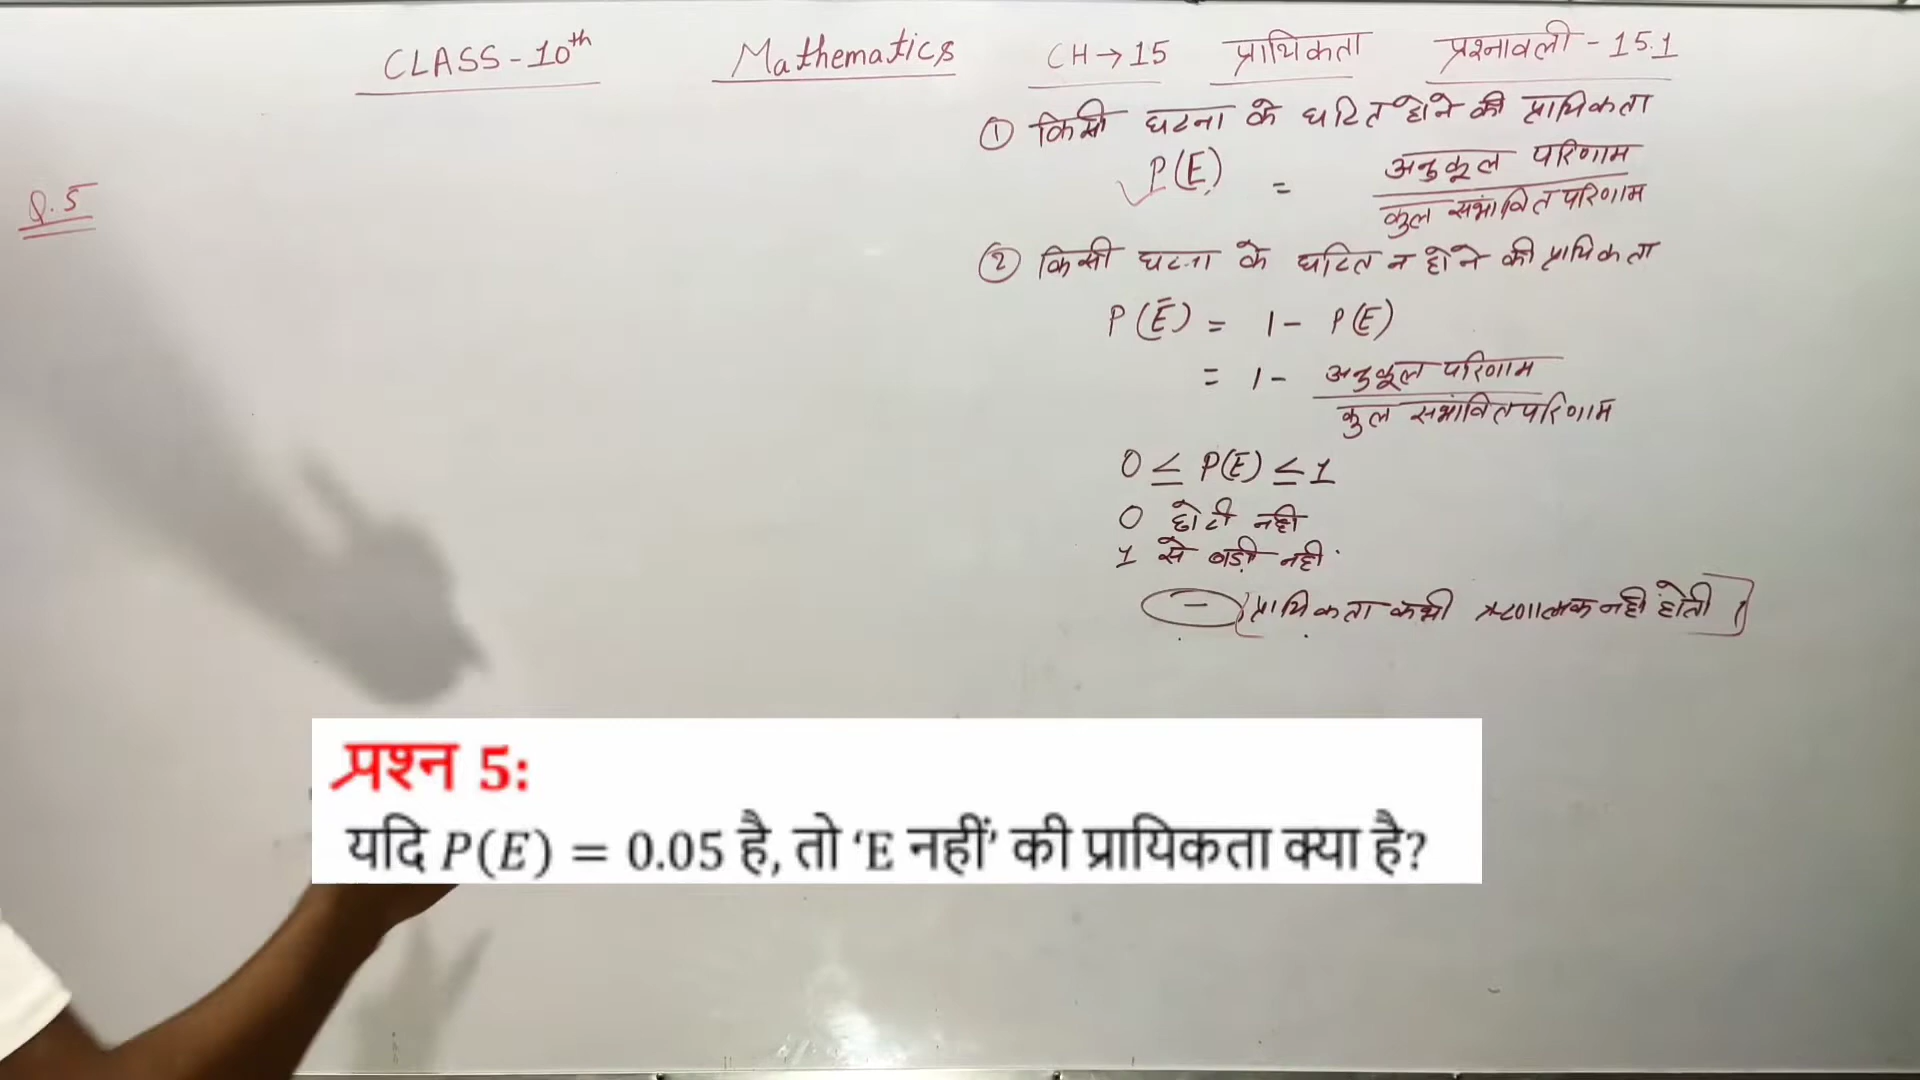 CLASS - 10th Mathematics CH → 15 प्रायिकता प्रश्नावली - 15.1
① किसी घटना के घटित होने की प्रायिकता
P(E) = अनुकूल परिणाम
कुल सभांवित परिणाम
Q.5
② किसी घटना के घटित न होने की प्रायिकता
P(Ē) = 1 - P(E)
= 1 - अनुकूल परिणाम
कुल सभांवित परिणाम
0 ≤ P(E) ≤ 1
0 छोटी नही
1 से बड़ी नही
- प्रायिकता कभी ऋणात्मक नही होती
प्रश्न 5:
यदि P(E) = 0.05 है, तो ‘E नहीं’ की प्रायिकता क्या है?